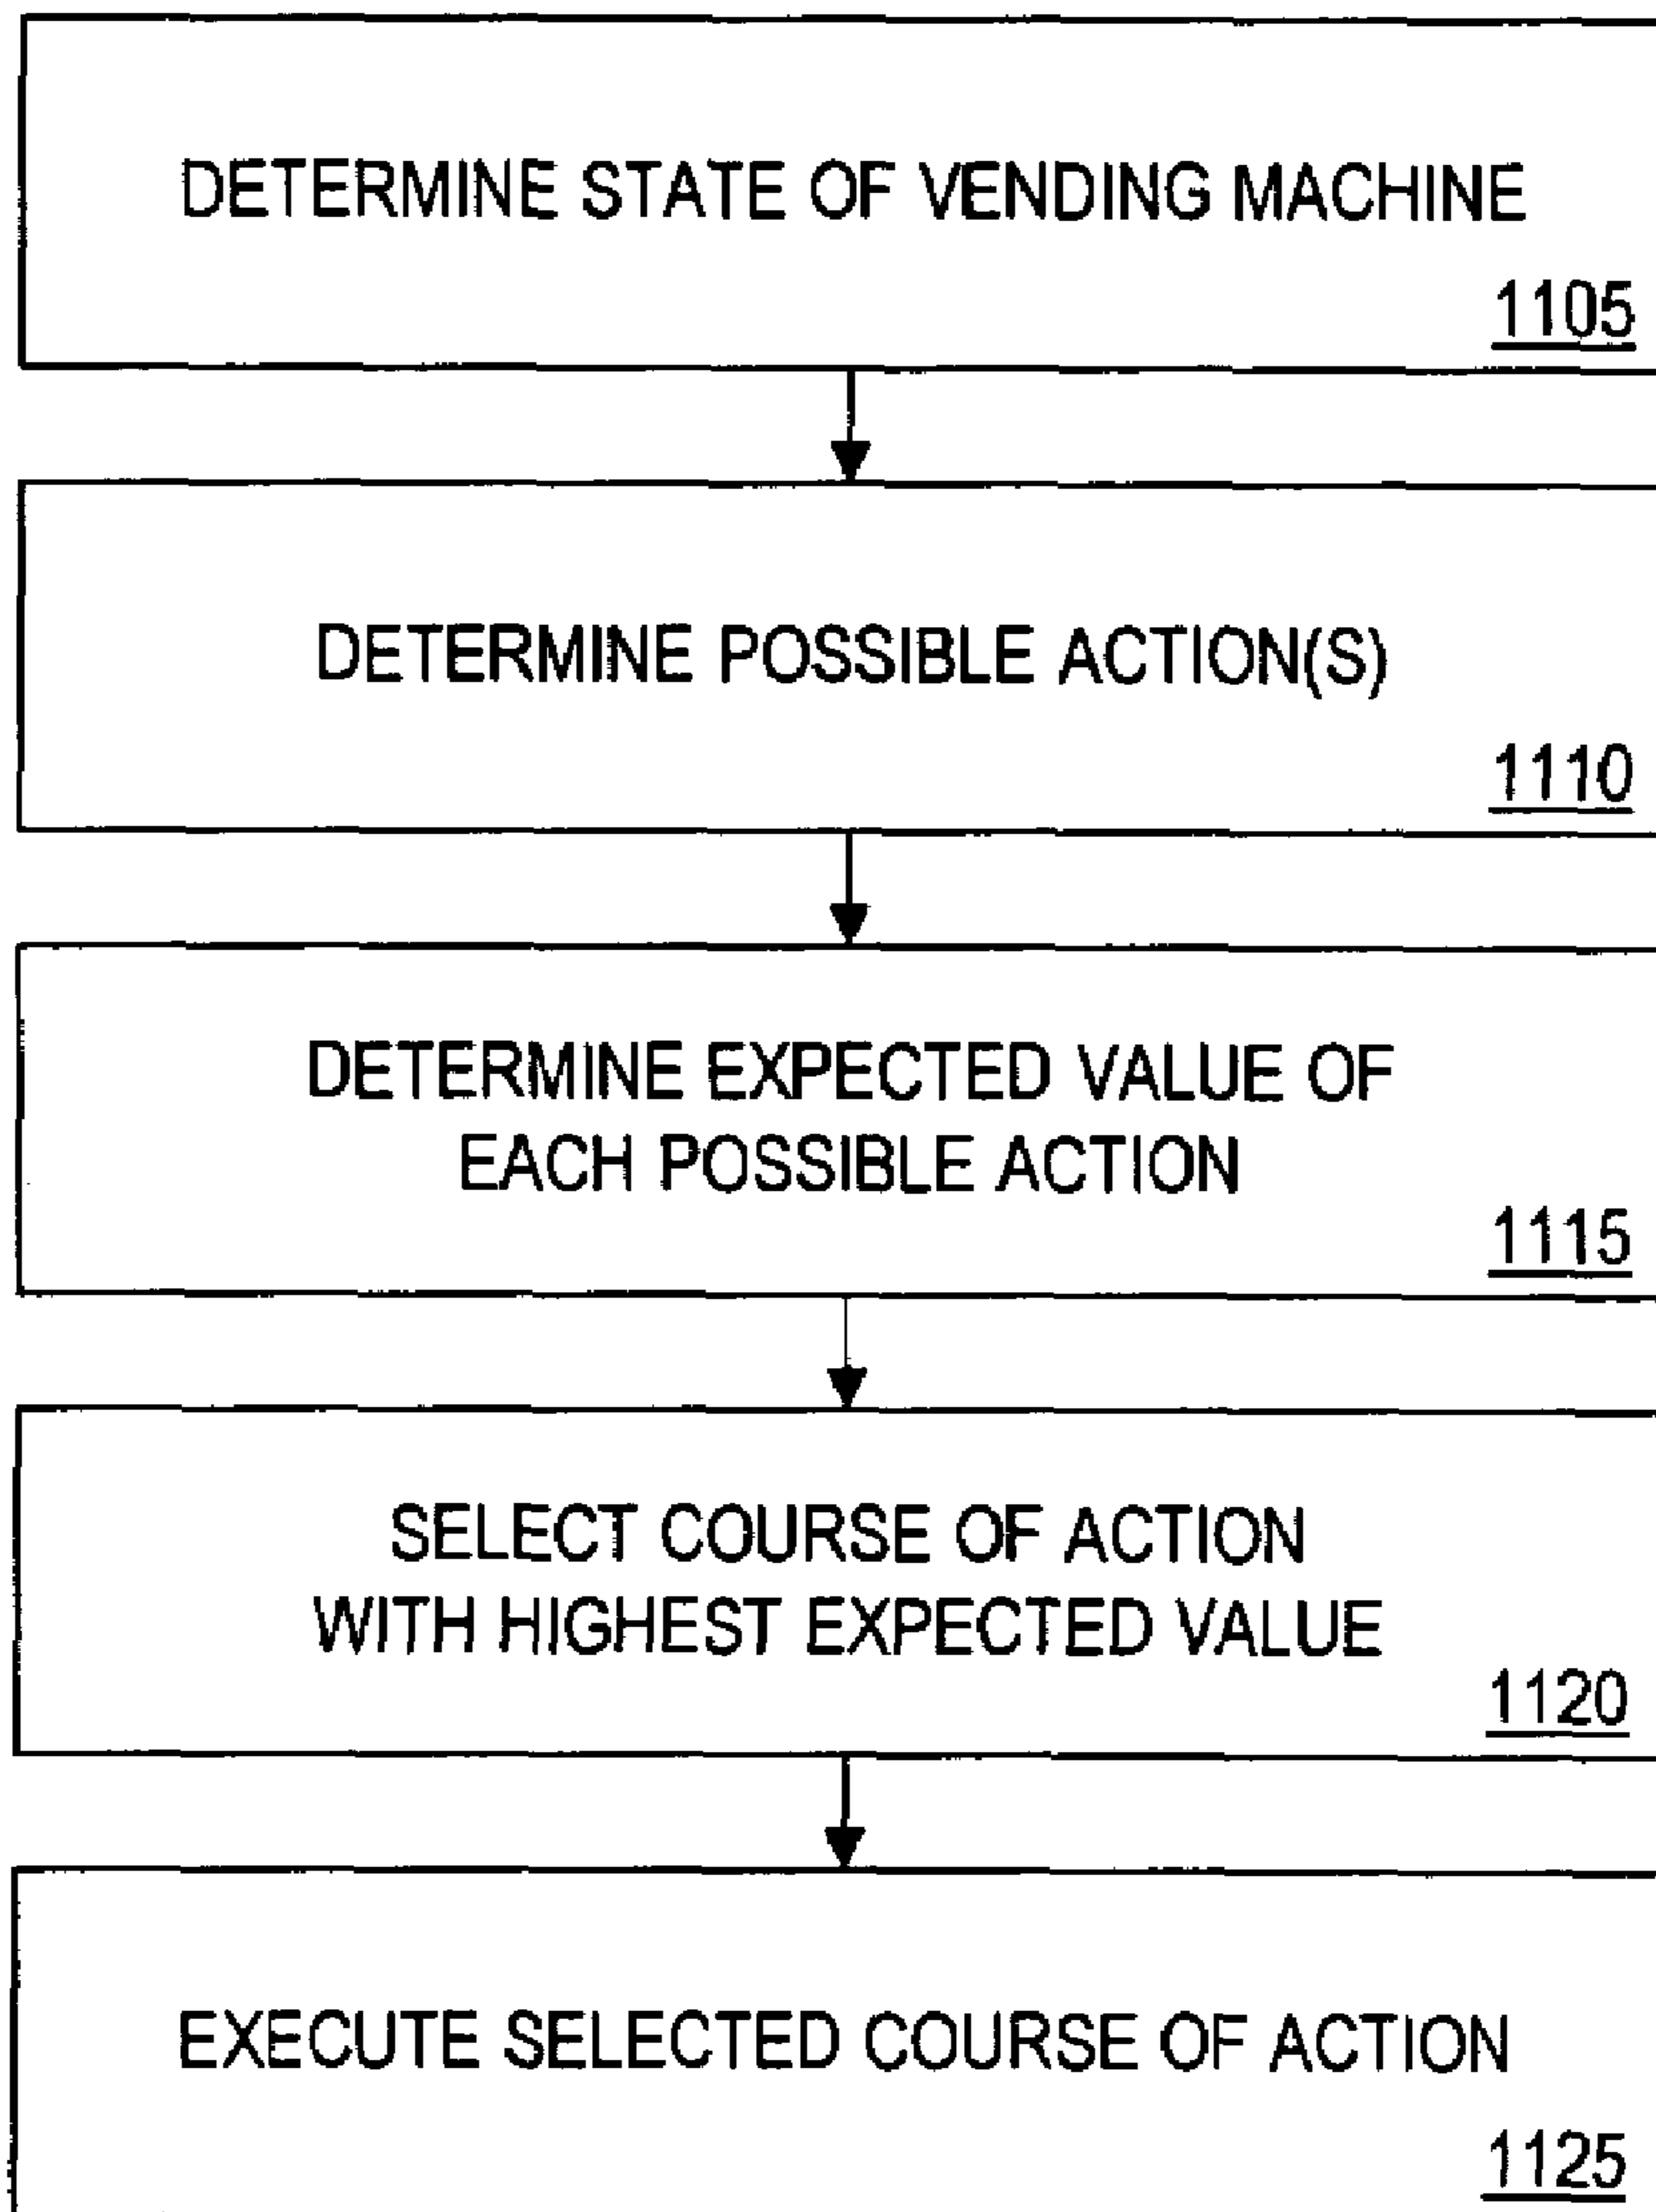 DETERMINE STATE OF VENDING MACHINE
1105
DETERMINE POSSIBLE ACTION(S)
1110
DETERMINE EXPECTED VALUE OF
EACH POSSIBLE ACTION
1115
SELECT COURSE OF ACTION
WITH HIGHEST EXPECTED VALUE
1120
EXECUTE SELECTED COURSE OF ACTION
1125